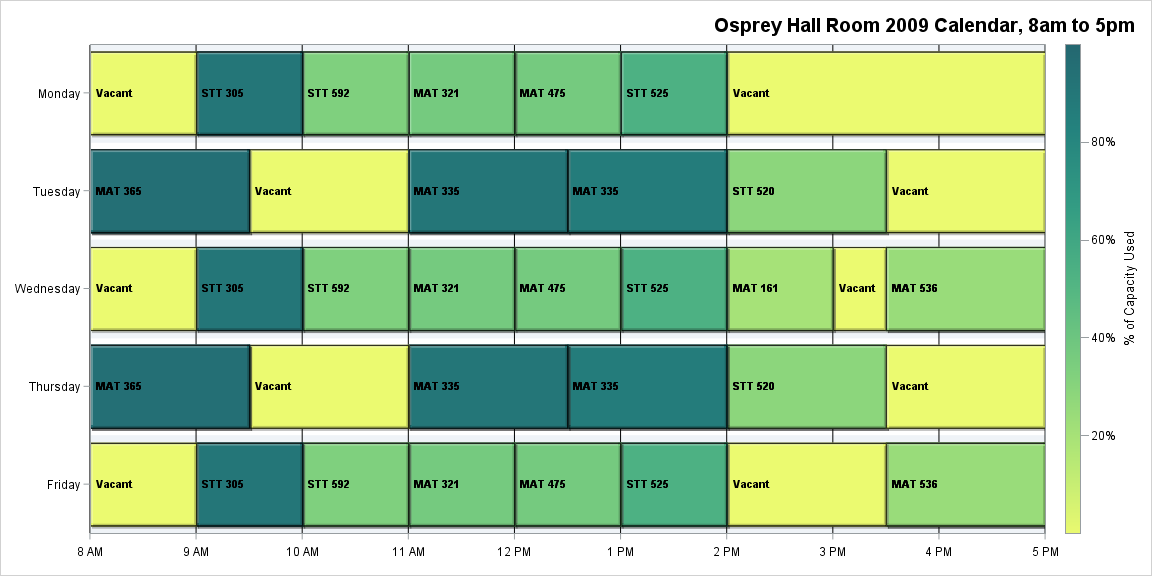 Osprey Hall Room 2009 Calendar, 8am to 5pm
Monday
Vacant
STT 305
STT 592
MAT 321
MAT 475
STT 525
Vacant
Tuesday
MAT 365
Vacant
MAT 335
MAT 335
STT 520
Vacant
Wednesday
Vacant
STT 305
STT 592
MAT 321
MAT 475
STT 525
MAT 161
Vacant
MAT 536
Thursday
MAT 365
Vacant
MAT 335
MAT 335
STT 520
Vacant
Friday
Vacant
STT 305
STT 592
MAT 321
MAT 475
STT 525
Vacant
MAT 536
8 AM
9 AM
10 AM
11 AM
12 PM
1 PM
2 PM
3 PM
4 PM
5 PM
80%
60%
40%
20%
% of Capacity Used